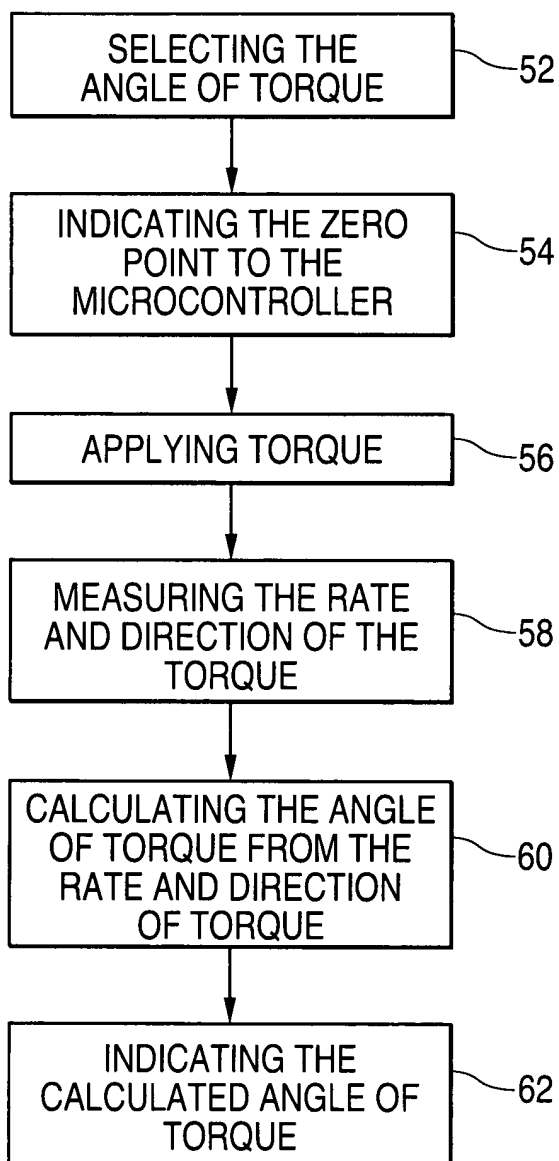 SELECTING THE
ANGLE OF TORQUE
52
INDICATING THE ZERO
POINT TO THE
MICROCONTROLLER
54
APPLYING TORQUE
56
MEASURING THE RATE
AND DIRECTION OF THE
TORQUE
58
CALCULATING THE ANGLE
OF TORQUE FROM THE
RATE AND DIRECTION
OF TORQUE
60
INDICATING THE
CALCULATED ANGLE OF
TORQUE
62